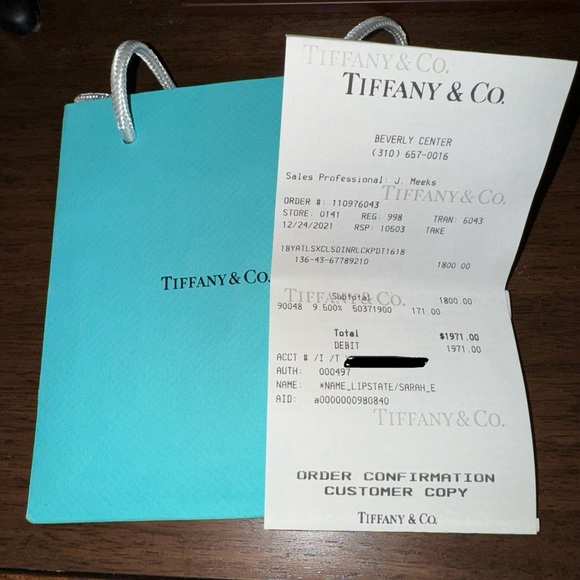 TIFFANY & CO.
TIFFANY & CO.
TIFFANY & CO.
BEVERLY CENTER
(310) 657-0016
Sales Professional: J. Meeks
TIFFANY & CO.
ORDER #: 110976043
STORE: 0141 REG: 998 TRAN: 6043
12/24/2021 RSP: 10503 TAKE
18YATLSXCLSDINRLCKPDT1618
136-43-67789210 1800.00
TIFFANY & CO.
Subtotal 1800.00
90048 9.500% 50371900 171.00
Total $1971.00
DEBIT 1971.00
ACCT # /I /T
AUTH: 000497
NAME: *NAME_LIPSTATE/SARAH_E
AID: a0000000980840
TIFFANY & CO.
ORDER CONFIRMATION
CUSTOMER COPY
TIFFANY & CO.